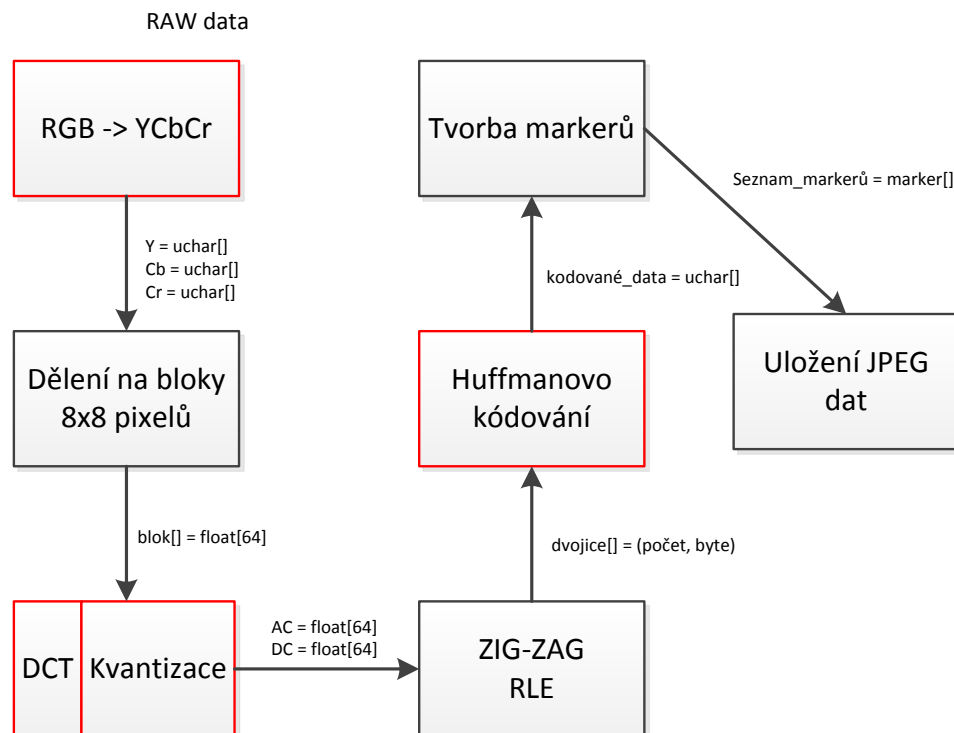 RAW data
RGB -> YCbCr
Y = uchar[]
Cb = uchar[]
Cr = uchar[]
Dělení na bloky
8x8 pixelů
blok[] = float[64]
DCT
Kvantizace
AC = float[64]
DC = float[64]
ZIG-ZAG
RLE
dvojice[] = (počet, byte)
Huffmanovo
kódování
kodované_data = uchar[]
Tvorba markerů
Seznam_markerů = marker[]
Uložení JPEG
dat